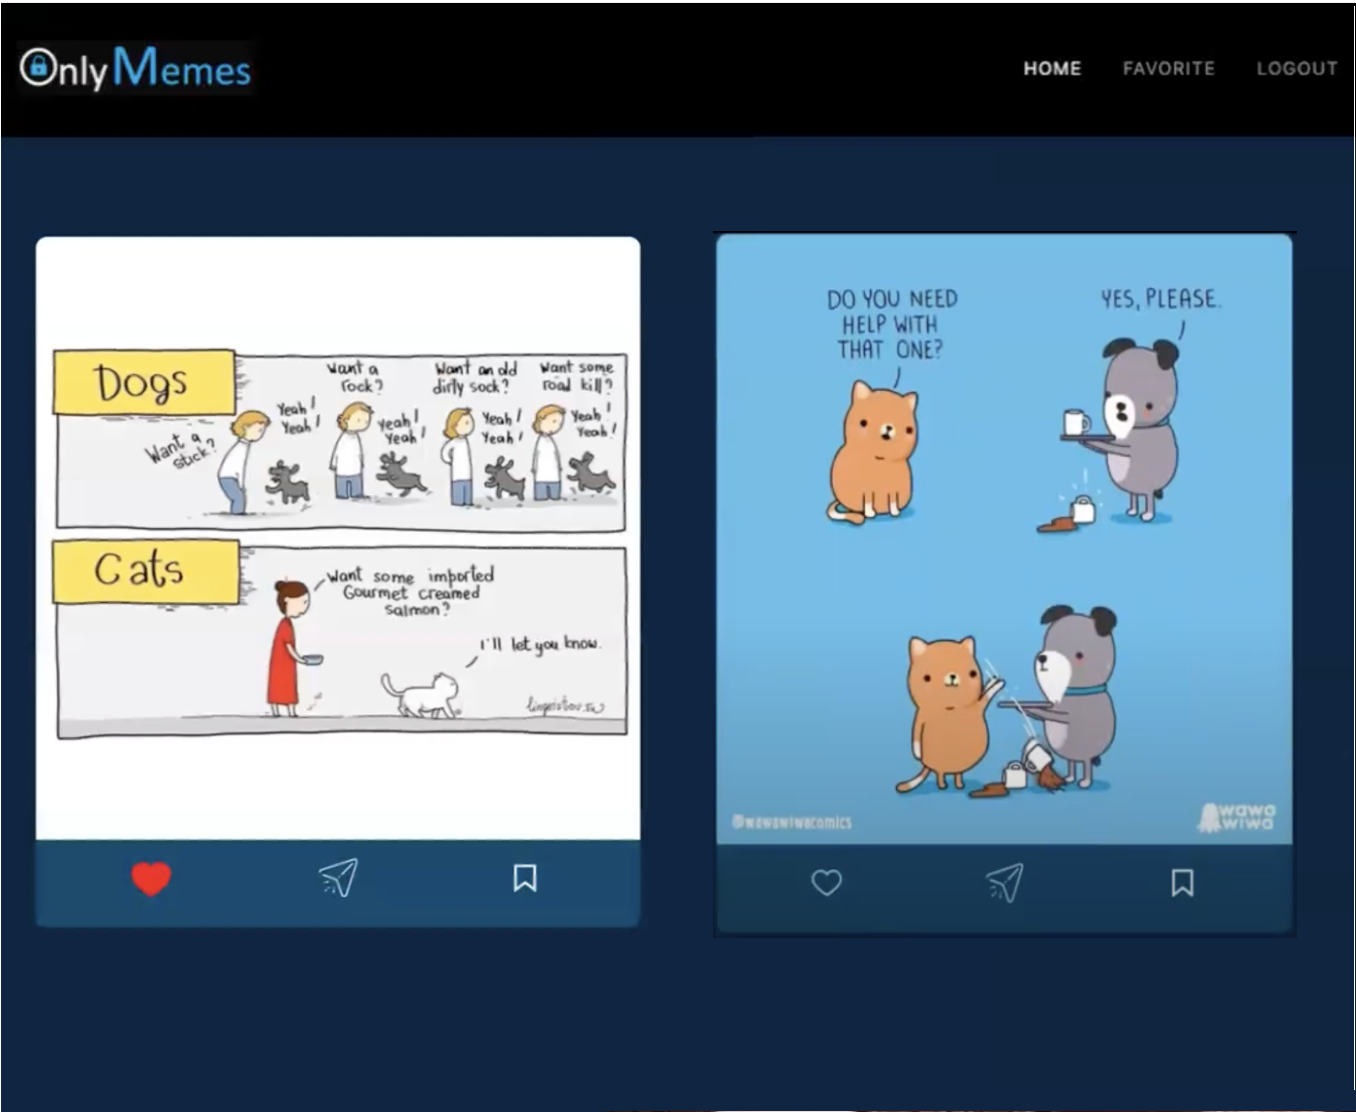 OnlyMemes
HOME FAVORITE LOGOUT
Dogs
Want a
stick?
Yeah!
Yeah!
Want a
rock?
Yeah!
Yeah!
Want an old
dirty sock?
Yeah!
Yeah!
Want some
road kill?
Yeah!
Yeah!
Cats
Want some imported
Gourmet creamed
salmon?
I'll let you know.
DO YOU NEED
HELP WITH
THAT ONE?
YES, PLEASE.
@wawawiwacomics
wawa
wiwa